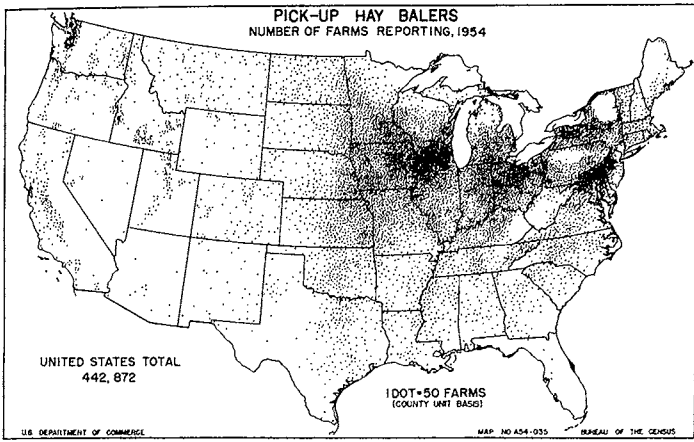 PICK-UP HAY BALERS
NUMBER OF FARMS REPORTING, 1954
UNITED STATES TOTAL
442, 872
1 DOT=50 FARMS
(COUNTY UNIT BASIS)
U.S. DEPARTMENT OF COMMERCE
MAP NO A54-035
BUREAU OF THE CENSUS